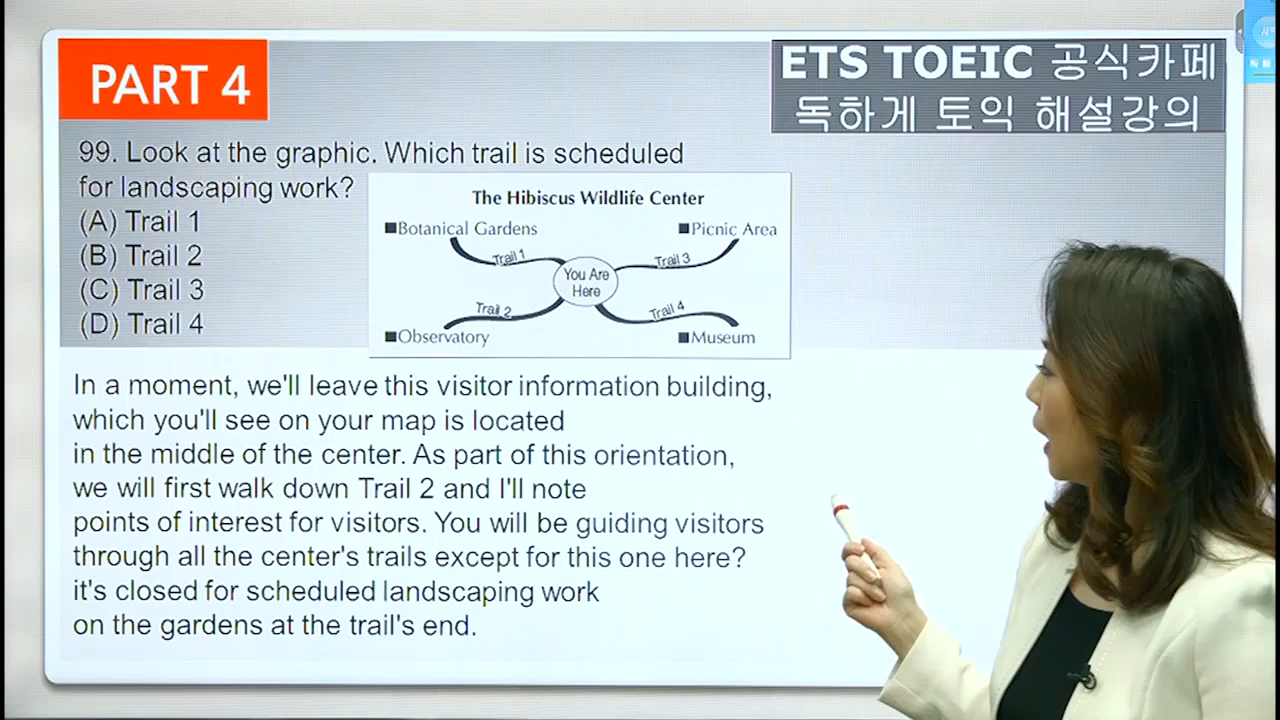 PART 4
ETS TOEIC 공식카페
독하게 토익 해설강의
99. Look at the graphic. Which trail is scheduled
for landscaping work?
(A) Trail 1
(B) Trail 2
(C) Trail 3
(D) Trail 4
The Hibiscus Wildlife Center
Botanical Gardens
Picnic Area
Trail 1
Trail 3
You Are
Here
Trail 2
Trail 4
Observatory
Museum
In a moment, we'll leave this visitor information building,
which you'll see on your map is located
in the middle of the center. As part of this orientation,
we will first walk down Trail 2 and I'll note
points of interest for visitors. You will be guiding visitors
through all the center's trails except for this one here?
it's closed for scheduled landscaping work
on the gardens at the trail's end.